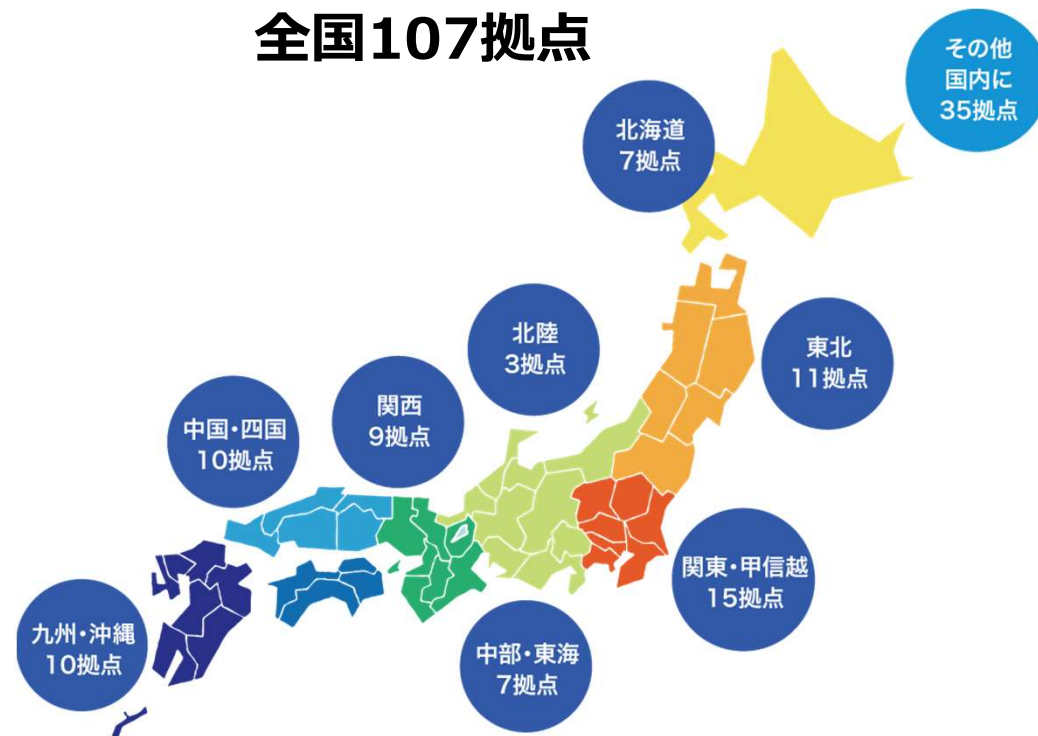 全国107拠点
その他
国内に
35拠点
北海道
7拠点
北陸
3拠点
東北
11拠点
関西
9拠点
中国・四国
10拠点
関東・甲信越
15拠点
九州・沖縄
10拠点
中部・東海
7拠点